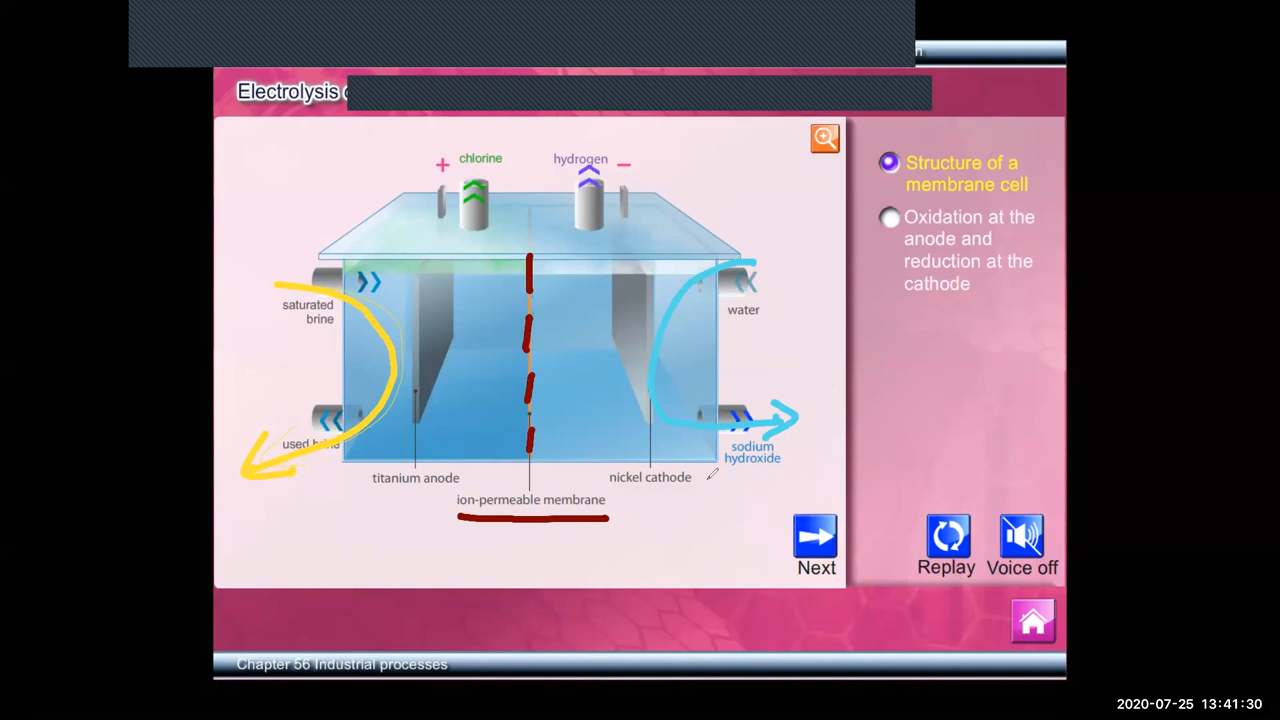 n
Electrolysis
+ chlorine hydrogen −
saturated
brine
water
used brine
sodium
hydroxide
titanium anode
nickel cathode
ion-permeable membrane
Structure of a
membrane cell
Oxidation at the
anode and
reduction at the
cathode
Next
Replay
Voice off
Chapter 56 Industrial processes
2020-07-25 13:41:30